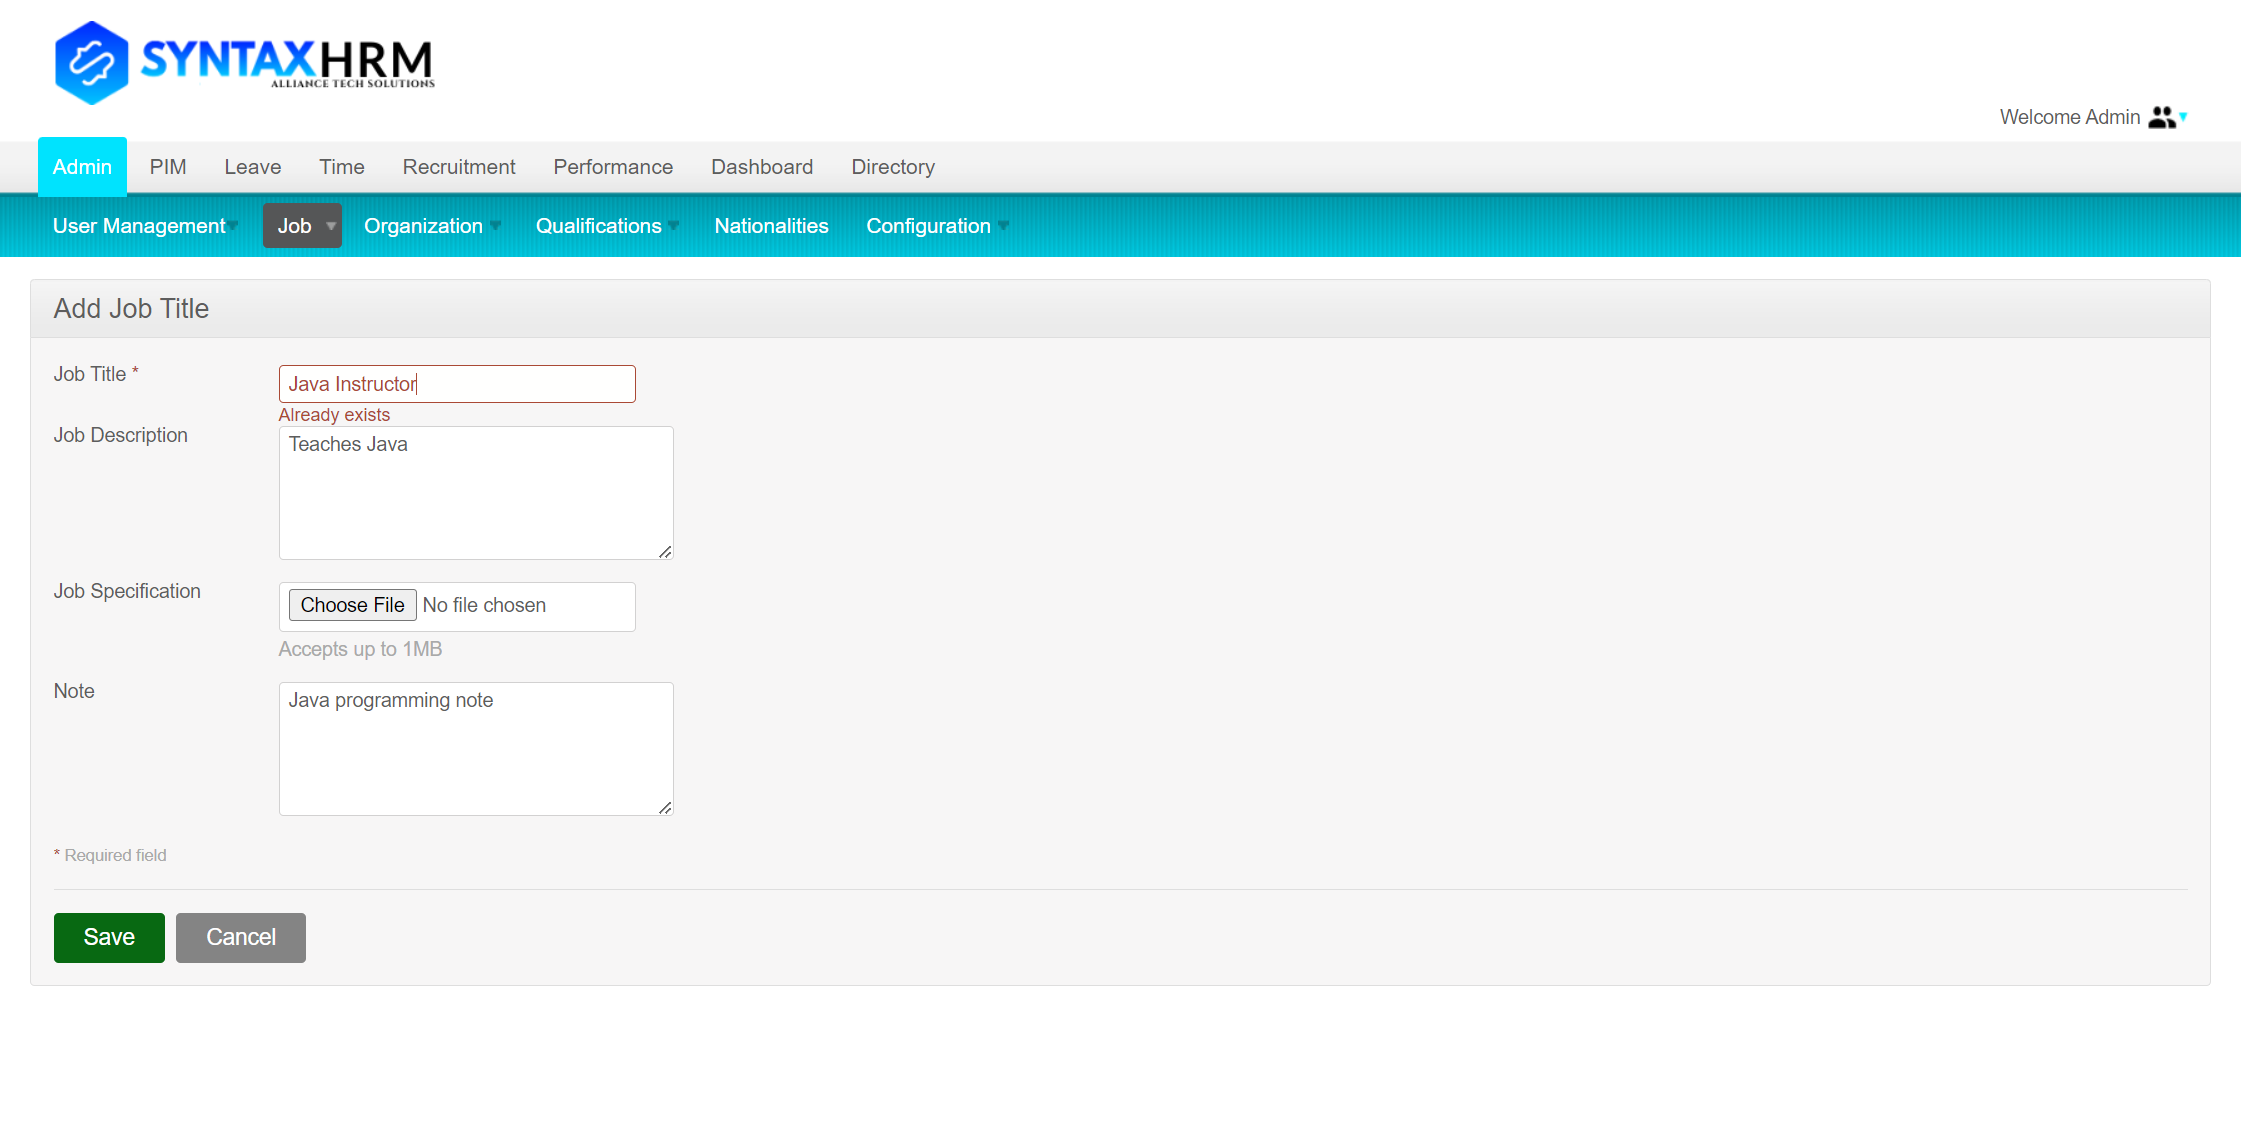 SYNTAXHRM
ALLIANCE TECH SOLUTIONS
Welcome Admin
Admin PIM Leave Time Recruitment Performance Dashboard Directory
User Management Job Organization Qualifications Nationalities Configuration
Add Job Title
Job Title * Java Instructor
Already exists
Job Description Teaches Java
Job Specification Choose File No file chosen
Accepts up to 1MB
Note Java programming note
* Required field
Save Cancel